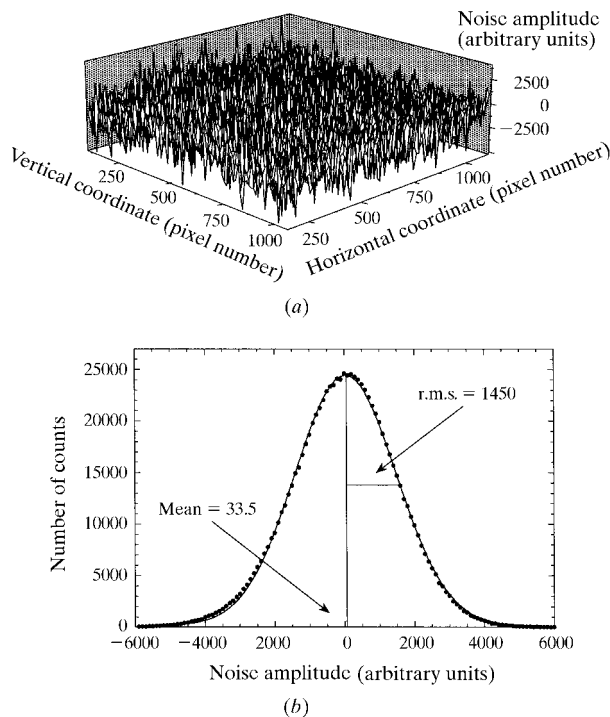 Noise amplitude
(arbitrary units)
2500
0
−2500
Vertical coordinate (pixel number)
250
500
750
1000
Horizontal coordinate (pixel number)
250
500
750
1000
(a)
Number of counts
25000
20000
15000
10000
5000
0
r.m.s. = 1450
Mean = 33.5
−6000 −4000 −2000 0 2000 4000 6000
Noise amplitude (arbitrary units)
(b)